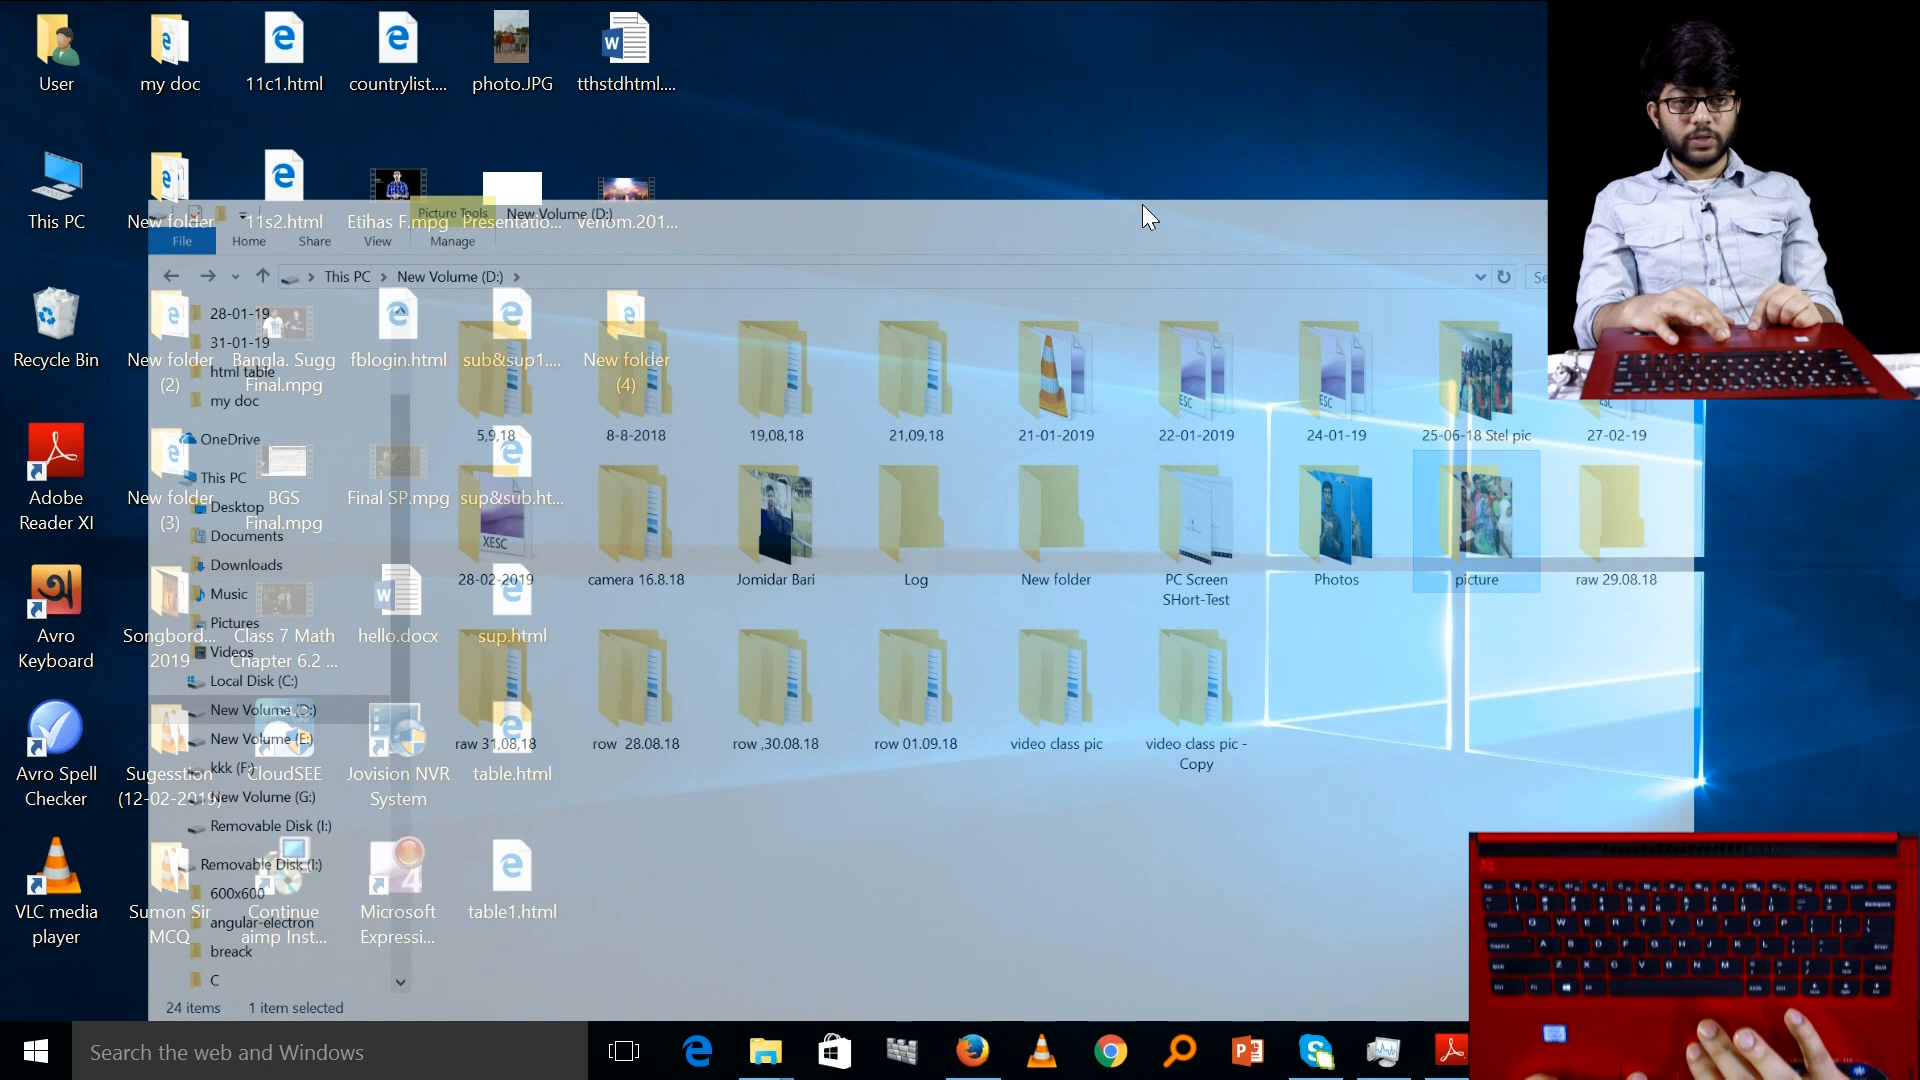 User
my doc
11c1.html
countrylist....
photo.JPG
tthstdhtml....
This PC
New folder
11s2.html
Etihas F.mpg
Presentatio...
venom.201...
Picture Tools
New Volume (D:)
File
Home
Share
View
Manage
This PC
New Volume (D:)
Se
Recycle Bin
New folder
(2)
Bangla. Sugg
Final.mpg
fblogin.html
sub&sup1....
New folder
(4)
28-01-19
31-01-19
html table
my doc
OneDrive
This PC
Desktop
Documents
Downloads
Music
Pictures
Videos
Local Disk (C:)
New Volume (D:)
New Volume (E:)
kkk (F:)
New Volume (G:)
Removable Disk (I:)
Removable Disk (I:)
600x600
angular-electron
breack
C
5,9,18
8-8-2018
19,08,18
21,09,18
21-01-2019
22-01-2019
24-01-19
25-06-18 Stel pic
27-02-19
28-02-2019
camera 16.8.18
Jomidar Bari
Log
New folder
PC Screen
SHort-Test
Photos
picture
raw 29.08.18
raw 31,08,18
row 28.08.18
row ,30.08.18
row 01.09.18
video class pic
video class pic -
Copy
Adobe
Reader XI
New folder
(3)
BGS
Final.mpg
Final SP.mpg
sup&sub.ht...
XESC
ESC
ESC
Avro
Keyboard
Songbord...
2019
Class 7 Math
Chapter 6.2 ...
hello.docx
sup.html
Avro Spell
Checker
Sugesstion
(12-02-2019)
CloudSEE
Jovision NVR
System
table.html
VLC media
player
Sumon Sir
MCQ
Continue
aimp Inst...
Microsoft
Expressi...
table1.html
24 items
1 item selected
Search the web and Windows